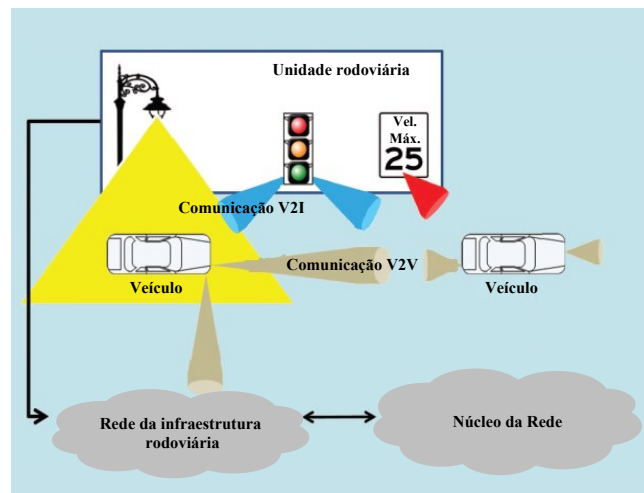 Unidade rodoviária
Vel.
Máx.
25
Comunicação V2I
Comunicação V2V
Veículo
Veículo
Rede da infraestrutura
rodoviária
Núcleo da Rede